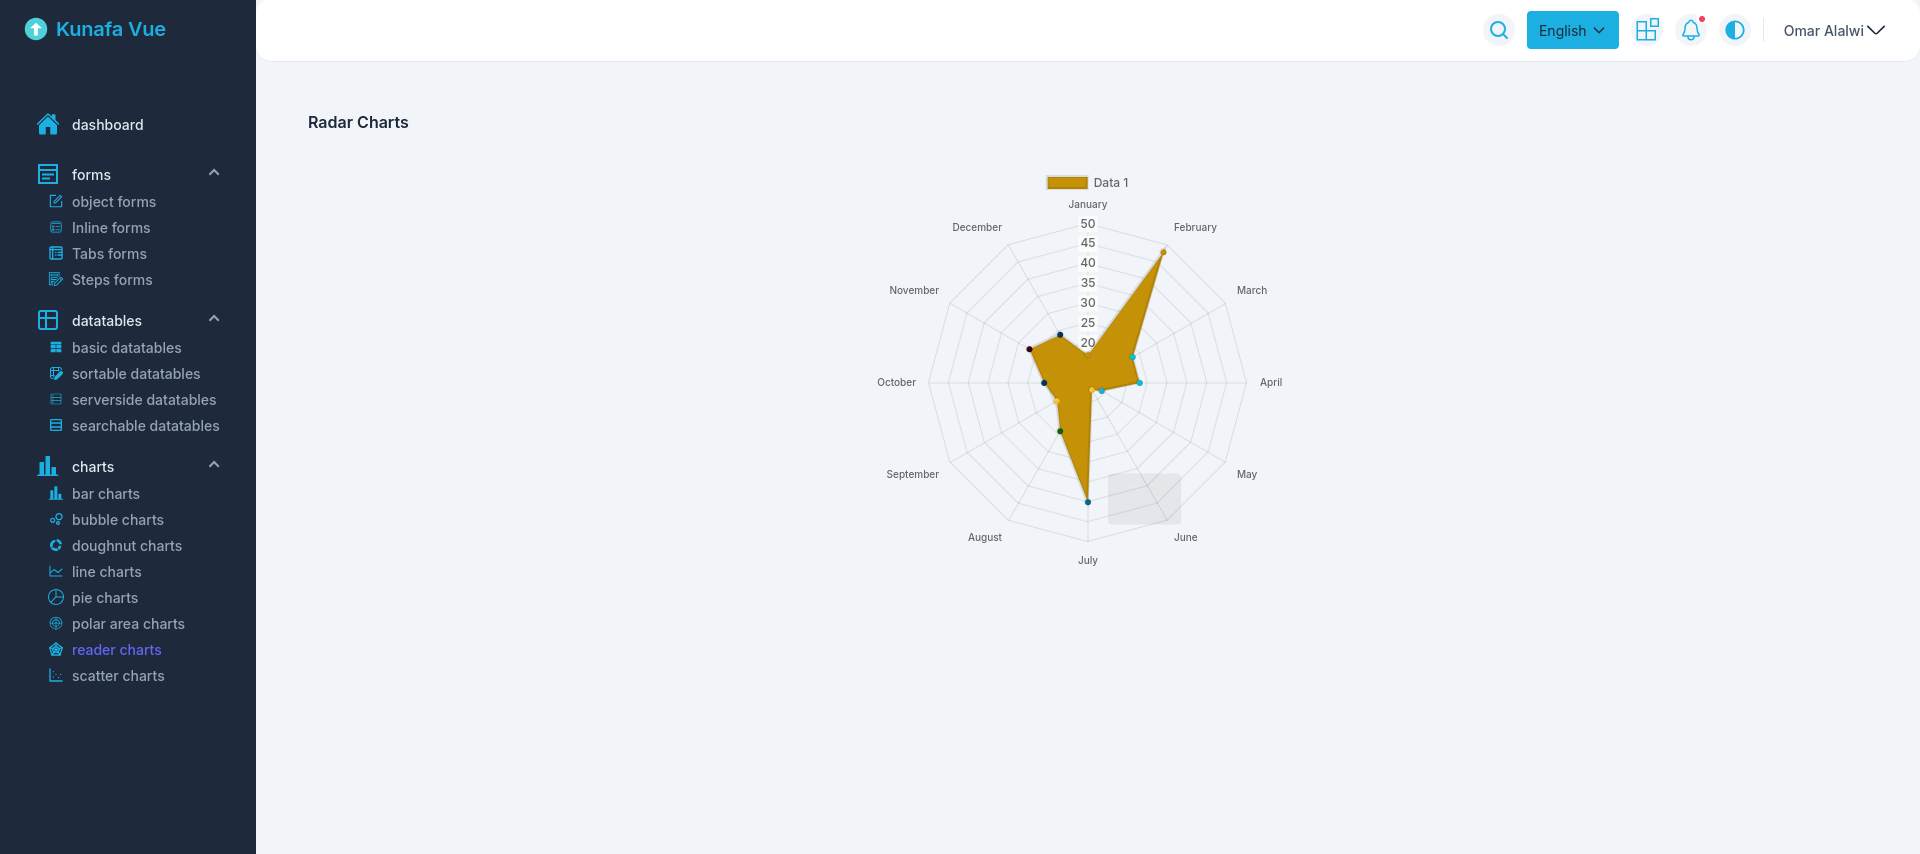 Kunafa Vue
English
Omar Alalwi
dashboard
forms
object forms
Inline forms
Tabs forms
Steps forms
datatables
basic datatables
sortable datatables
serverside datatables
searchable datatables
charts
bar charts
bubble charts
doughnut charts
line charts
pie charts
polar area charts
reader charts
scatter charts
Radar Charts
Data 1
January
February
March
April
May
June
July
August
September
October
November
December
50
45
40
35
30
25
20